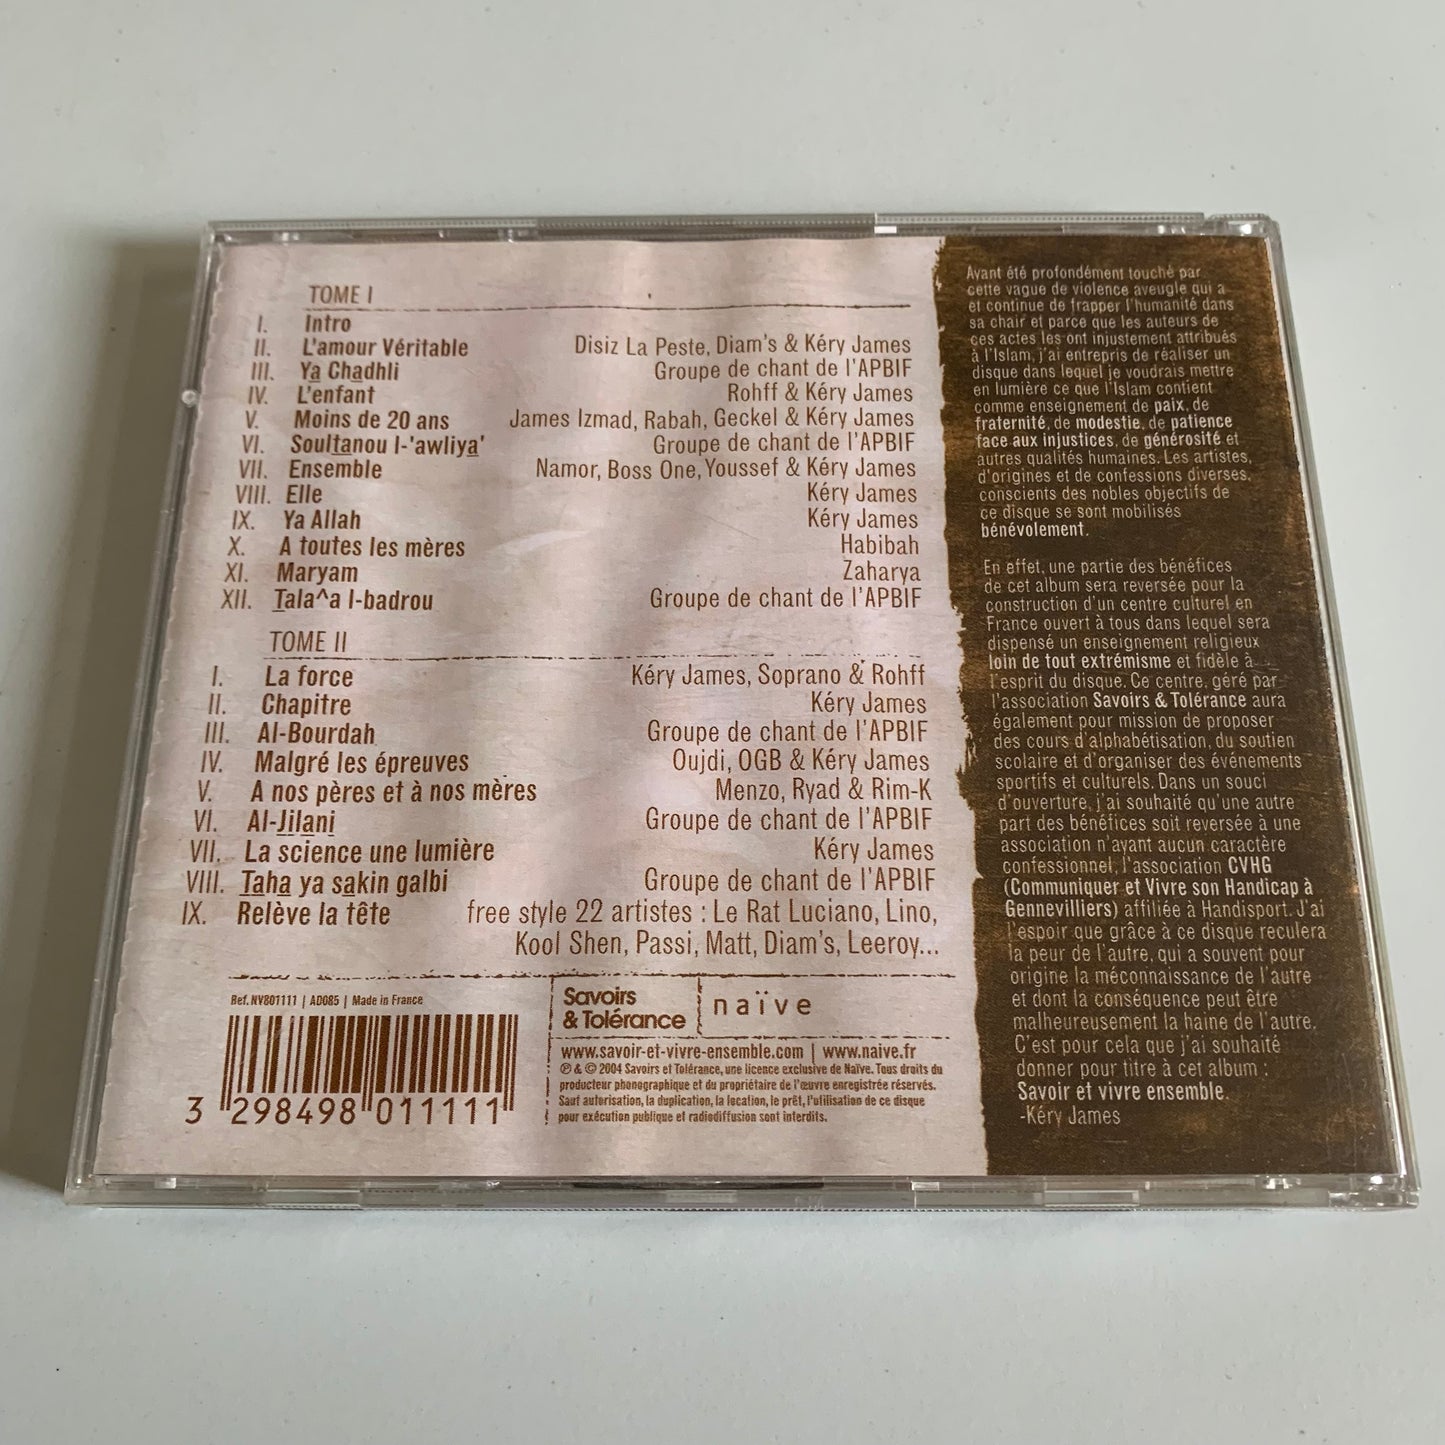 TOME I
I. Intro
II. L'amour Véritable Disiz La Peste, Diam's & Kéry James
III. Ya Chadhli Groupe de chant de l'APBIF
IV. L'enfant Rohff & Kéry James
V. Moins de 20 ans James Izmad, Rabah, Geckel & Kéry James
VI. Soultanou l-'awliya' Groupe de chant de l'APBIF
VII. Ensemble Namor, Boss One, Youssef & Kéry James
VIII. Elle Kéry James
IX. Ya Allah Kéry James
X. A toutes les mères Habibah
XI. Maryam Zaharya
XII. Tala^a l-badrou Groupe de chant de l'APBIF
TOME II
I. La force Kéry James, Soprano & Rohff
II. Chapitre Kéry James
III. Al-Bourdah Groupe de chant de l'APBIF
IV. Malgré les épreuves Oujdi, OGB & Kéry James
V. A nos pères et à nos mères Menzo, Ryad & Rim-K
VI. Al-Jilani Groupe de chant de l'APBIF
VII. La science une lumière Kéry James
VIII. Taha ya sakin galbi Groupe de chant de l'APBIF
IX. Relève la tête free style 22 artistes : Le Rat Luciano, Lino,
Kool Shen, Passi, Matt, Diam's, Leeroy...
Ref. NV801111 | AD085 | Made in France
3 298498 011111
Savoirs
& Tolérance
naïve
www.savoir-et-vivre-ensemble.com | www.naive.fr
℗ & © 2004 Savoirs et Tolérance, une licence exclusive de Naïve. Tous droits du
producteur phonographique et du propriétaire de l'œuvre enregistrée réservés.
Sauf autorisation, la duplication, la location, le prêt, l'utilisation de ce disque
pour exécution publique et radiodiffusion sont interdits.
Ayant été profondément touché par
cette vague de violence aveugle qui a
et continue de frapper l'humanité dans
sa chair et parce que les auteurs de
ces actes les ont injustement attribués
à l'Islam, j'ai entrepris de réaliser un
disque dans lequel je voudrais mettre
en lumière ce que l'Islam contient
comme enseignement de paix, de
fraternité, de modestie, de patience
face aux injustices, de générosité et
autres qualités humaines. Les artistes,
d'origines et de confessions diverses,
conscients des nobles objectifs de
ce disque se sont mobilisés
bénévolement.
En effet, une partie des bénéfices
de cet album sera reversée pour la
construction d'un centre culturel en
France ouvert à tous dans lequel sera
dispensé un enseignement religieux
loin de tout extrémisme et fidèle à
l'esprit du disque. Ce centre, géré par
l'association Savoirs & Tolérance aura
également pour mission de proposer
des cours d'alphabétisation, du soutien
scolaire et d'organiser des événements
sportifs et culturels. Dans un souci
d'ouverture, j'ai souhaité qu'une autre
part des bénéfices soit reversée à une
association n'ayant aucun caractère
confessionnel, l'association CVHG
(Communiquer et Vivre son Handicap à
Gennevilliers) affiliée à Handisport. J'ai
l'espoir que grâce à ce disque reculera
la peur de l'autre, qui a souvent pour
origine la méconnaissance de l'autre
et dont la conséquence peut être
malheureusement la haine de l'autre.
C'est pour cela que j'ai souhaité
donner pour titre à cet album :
Savoir et vivre ensemble.
-Kéry James